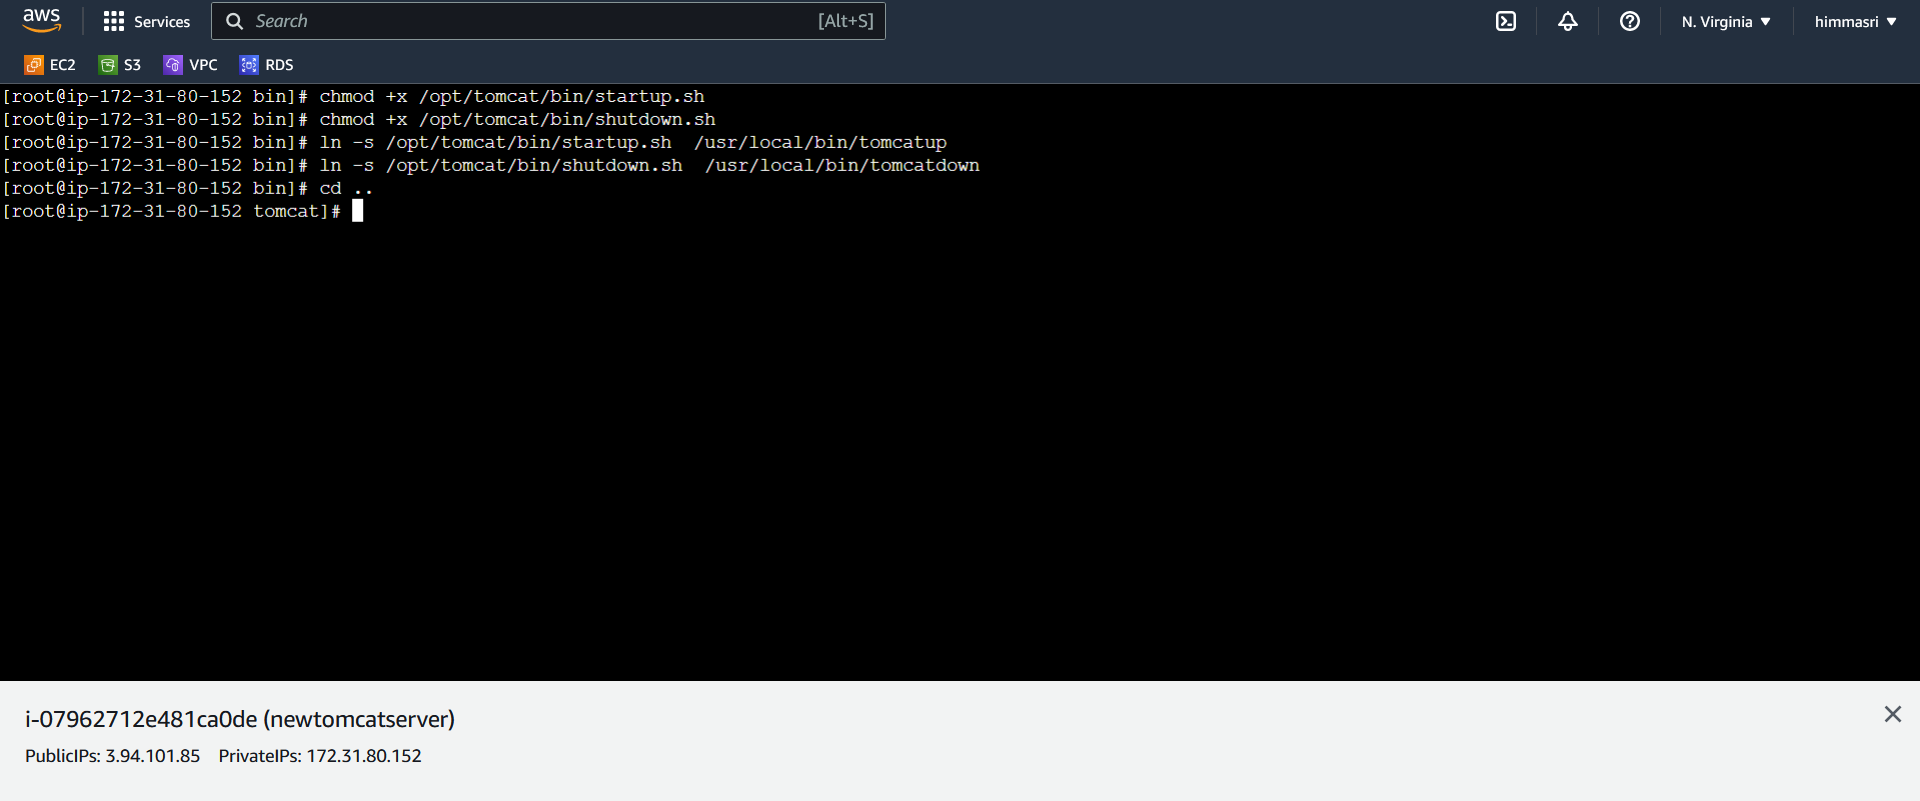 aws Services Search [Alt+S] N. Virginia himmasri
EC2 S3 VPC RDS
[root@ip-172-31-80-152 bin]# chmod +x /opt/tomcat/bin/startup.sh
[root@ip-172-31-80-152 bin]# chmod +x /opt/tomcat/bin/shutdown.sh
[root@ip-172-31-80-152 bin]# ln -s /opt/tomcat/bin/startup.sh  /usr/local/bin/tomcatup
[root@ip-172-31-80-152 bin]# ln -s /opt/tomcat/bin/shutdown.sh  /usr/local/bin/tomcatdown
[root@ip-172-31-80-152 bin]# cd ..
[root@ip-172-31-80-152 tomcat]#
i-07962712e481ca0de (newtomcatserver)
PublicIPs: 3.94.101.85 PrivateIPs: 172.31.80.152